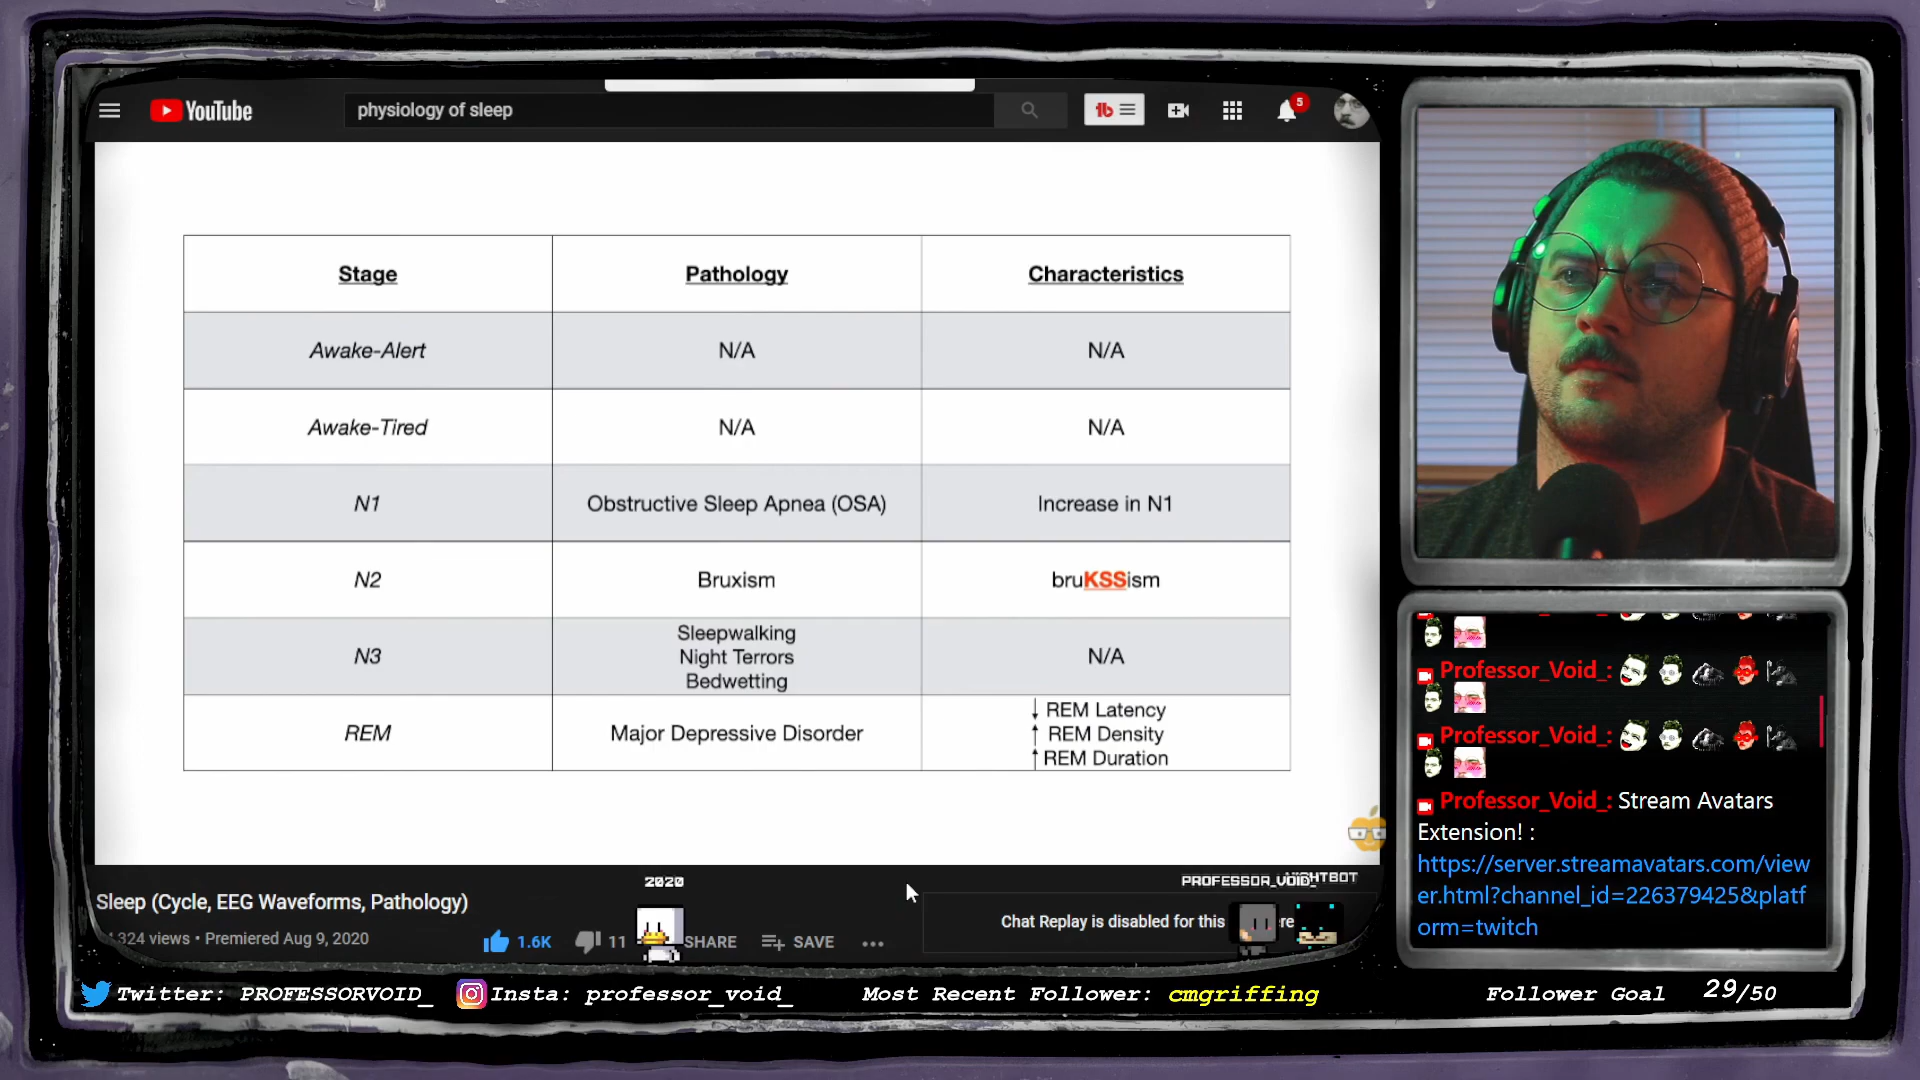 YouTube
physiology of sleep
5
Stage Pathology Characteristics
Awake-Alert N/A N/A
Awake-Tired N/A N/A
N1 Obstructive Sleep Apnea (OSA) Increase in N1
N2 Bruxism bruKSSism
N3 Sleepwalking
Night Terrors
Bedwetting N/A
REM Major Depressive Disorder ↓ REM Latency
↑ REM Density
↑ REM Duration
Sleep (Cycle, EEG Waveforms, Pathology)
324 views • Premiered Aug 9, 2020
1.6K 11 SHARE SAVE
2020
PROFESSOR_VOID_
Chat Replay is disabled for this
Professor_Void_:
Professor_Void_:
Professor_Void_: Stream Avatars
Extension! :
https://server.streamavatars.com/view
er.html?channel_id=226379425&platf
orm=twitch
Twitter: PROFESSORVOID_ Insta: professor_void_ Most Recent Follower: cmgriffing Follower Goal 29/50